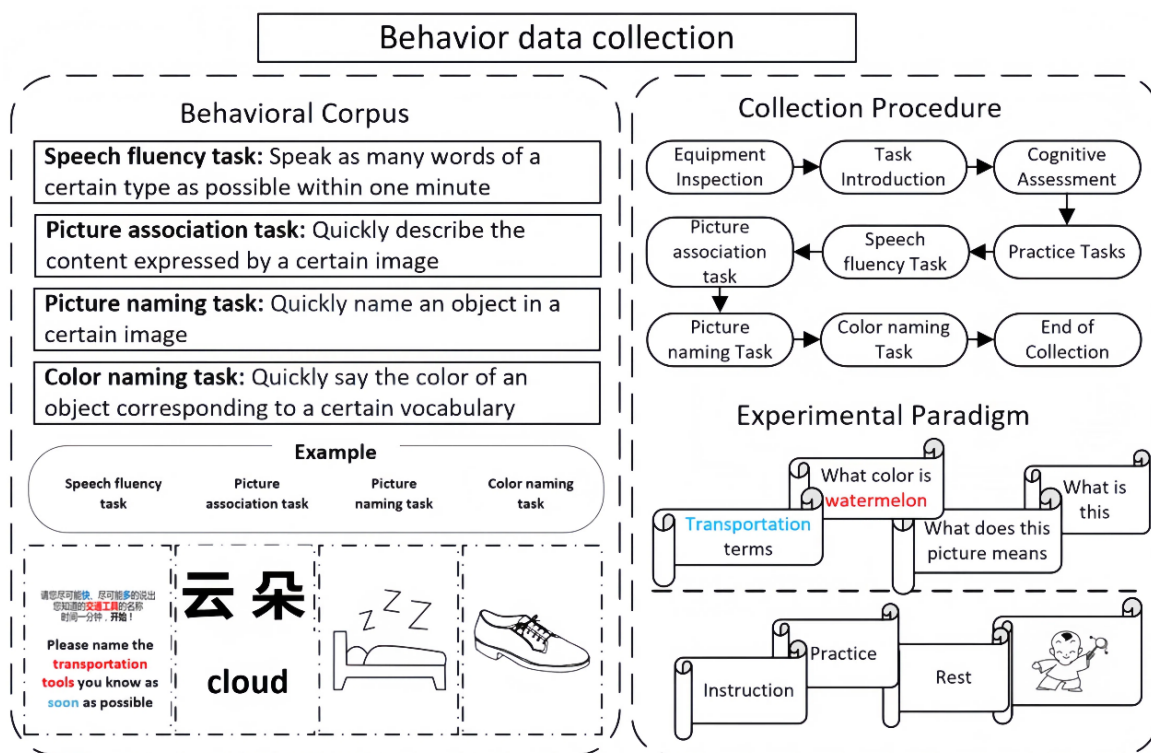 Behavior data collection
Behavioral Corpus
Speech fluency task: Speak as many words of a
certain type as possible within one minute
Picture association task: Quickly describe the
content expressed by a certain image
Picture naming task: Quickly name an object in a
certain image
Color naming task: Quickly say the color of an
object corresponding to a certain vocabulary
Example
Speech fluency
task
Picture
association task
Picture
naming task
Color naming
task
请您尽可能快、尽可能多的说出
您知道的交通工具的名称
时间一分钟，开始！
Please name the
transportation
tools you know as
soon as possible
云朵
cloud
Z Z Z
Collection Procedure
Equipment
Inspection
Task
Introduction
Cognitive
Assessment
Picture
association
task
Speech
fluency Task
Practice Tasks
Picture
naming Task
Color naming
Task
End of
Collection
Experimental Paradigm
Transportation
terms
What color is
watermelon
What does this
picture means
What is
this
Instruction
Practice
Rest